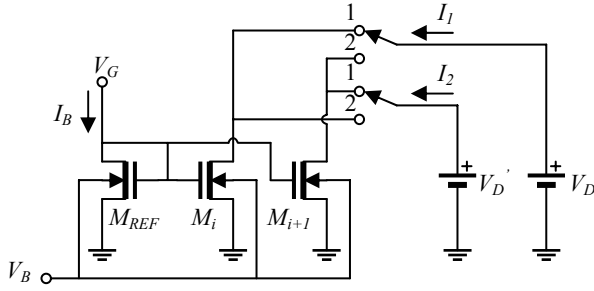 1
I1
2
VG
1
I2
IB
2
+
+
VD'
VD
MREF
Mi
Mi+1
VB